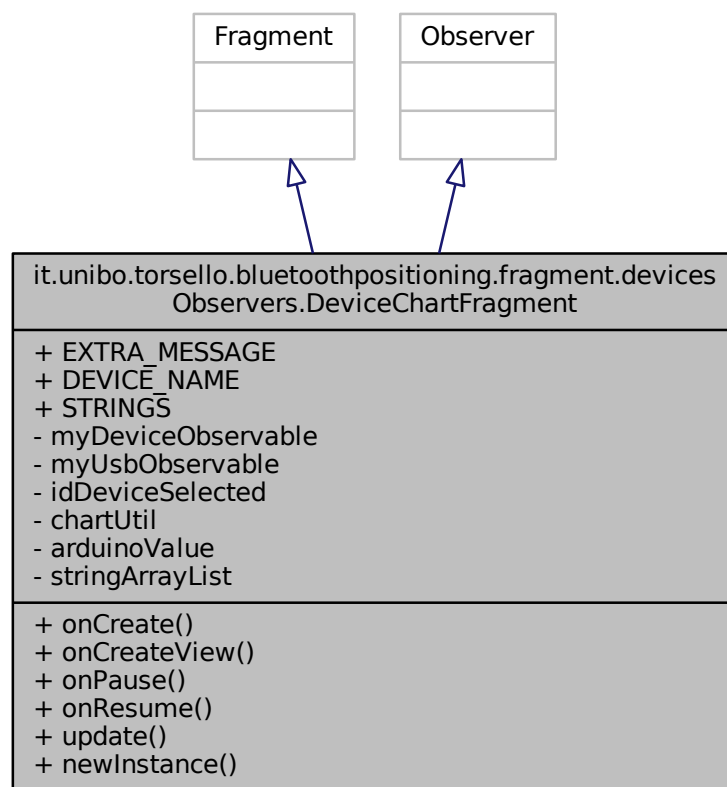 Fragment
Observer
it.unibo.torsello.bluetoothpositioning.fragment.devices
Observers.DeviceChartFragment
+ EXTRA_MESSAGE
+ DEVICE_NAME
+ STRINGS
- myDeviceObservable
- myUsbObservable
- idDeviceSelected
- chartUtil
- arduinoValue
- stringArrayList
+ onCreate()
+ onCreateView()
+ onPause()
+ onResume()
+ update()
+ newInstance()